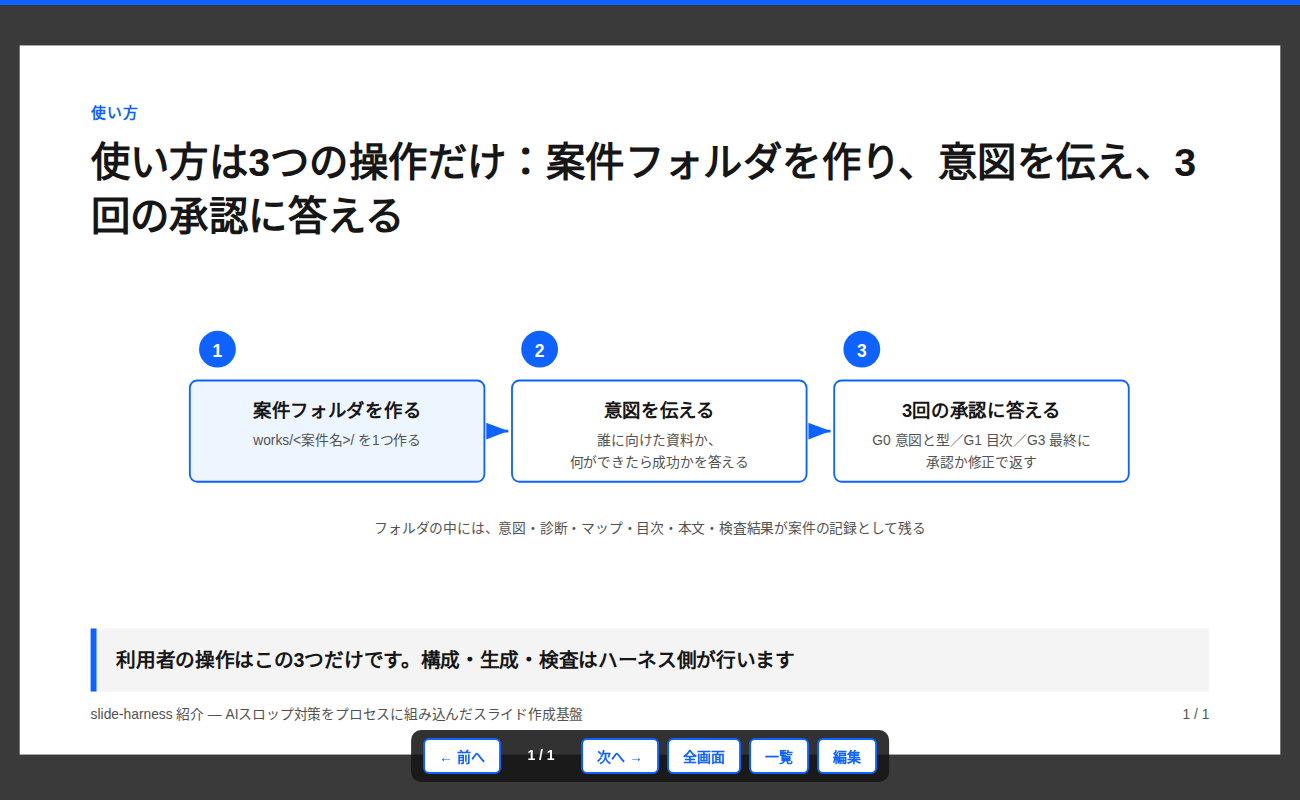 使い方
使い方は3つの操作だけ：案件フォルダを作り、意図を伝え、3
回の承認に答える
1
2
3
案件フォルダを作る
works/<案件名>/ を1つ作る
意図を伝える
誰に向けた資料か、
何ができたら成功かを答える
3回の承認に答える
G0 意図と型／G1 目次／G3 最終に
承認か修正で返す
フォルダの中には、意図・診断・マップ・目次・本文・検査結果が案件の記録として残る
利用者の操作はこの3つだけです。構成・生成・検査はハーネス側が行います
slide-harness 紹介 — AIスロップ対策をプロセスに組み込んだスライド作成基盤
1 / 1
← 前へ
1 / 1
次へ →
全画面
一覧
編集